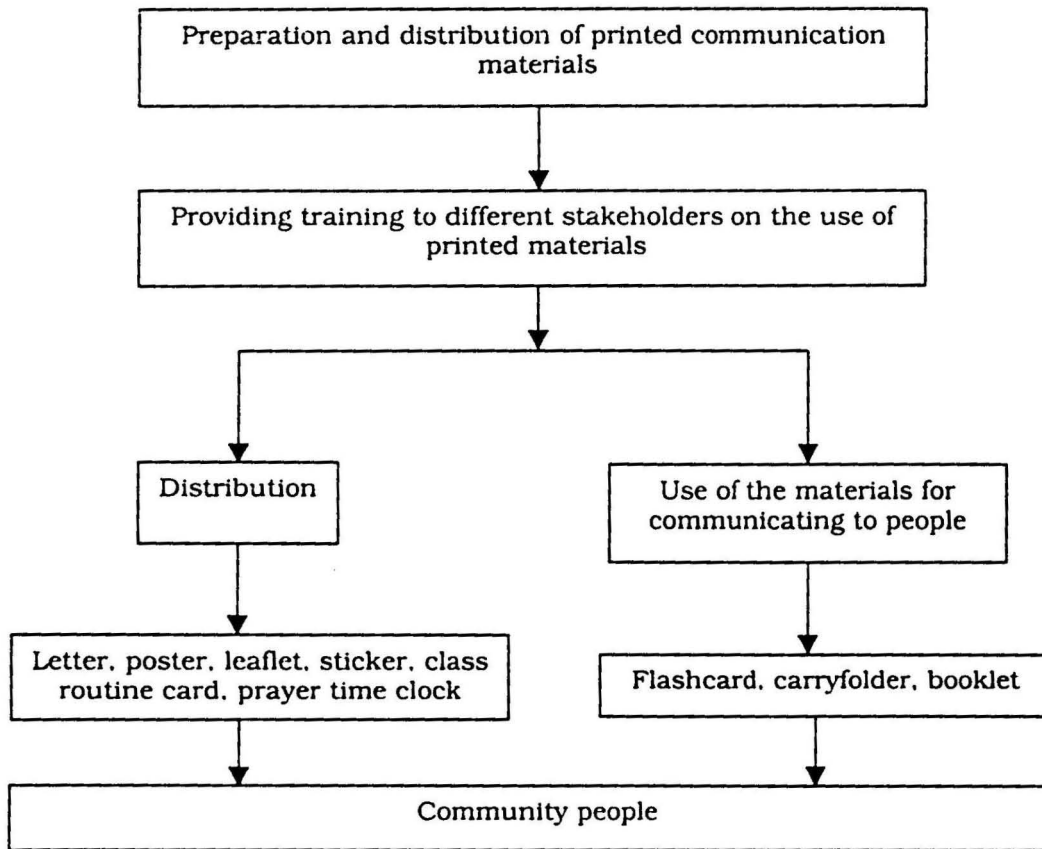 Preparation and distribution of printed communication
materials
Providing training to different stakeholders on the use of
printed materials
Distribution
Use of the materials for
communicating to people
Letter, poster, leaflet, sticker, class
routine card, prayer time clock
Flashcard, carryfolder, booklet
Community people